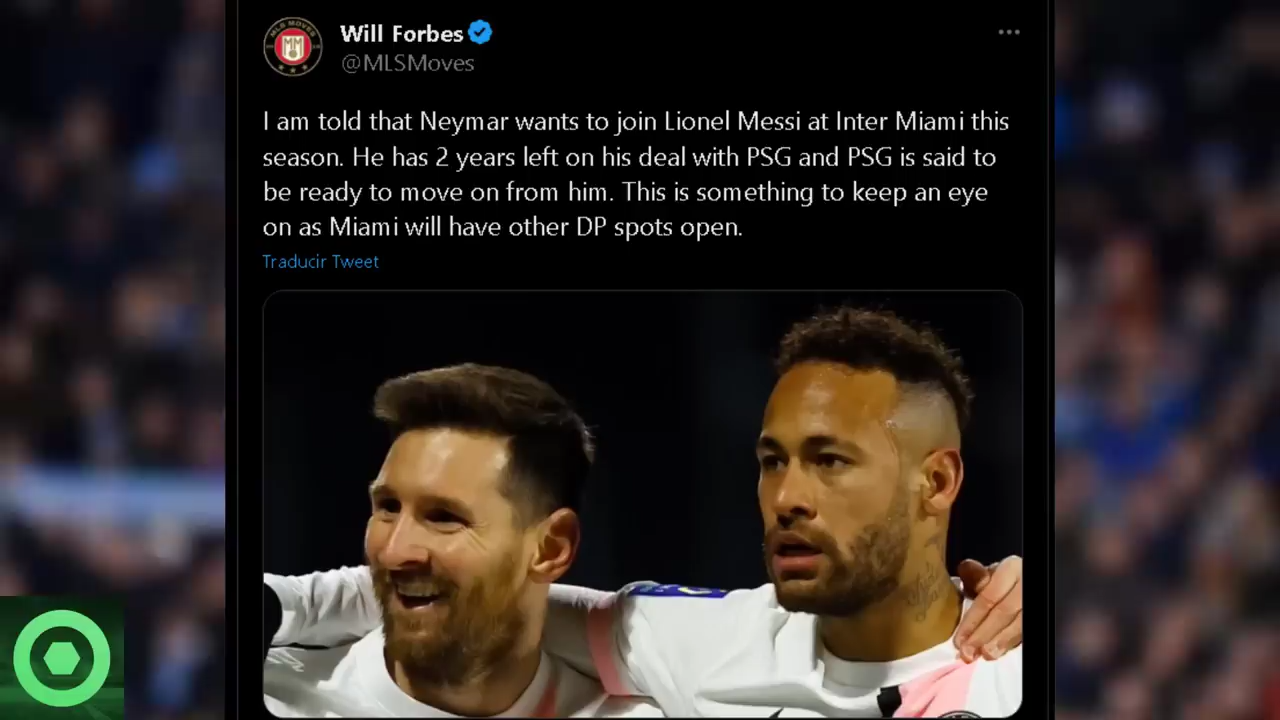 Will Forbes
@MLSMoves
I am told that Neymar wants to join Lionel Messi at Inter Miami this
season. He has 2 years left on his deal with PSG and PSG is said to
be ready to move on from him. This is something to keep an eye
on as Miami will have other DP spots open.
Traducir Tweet